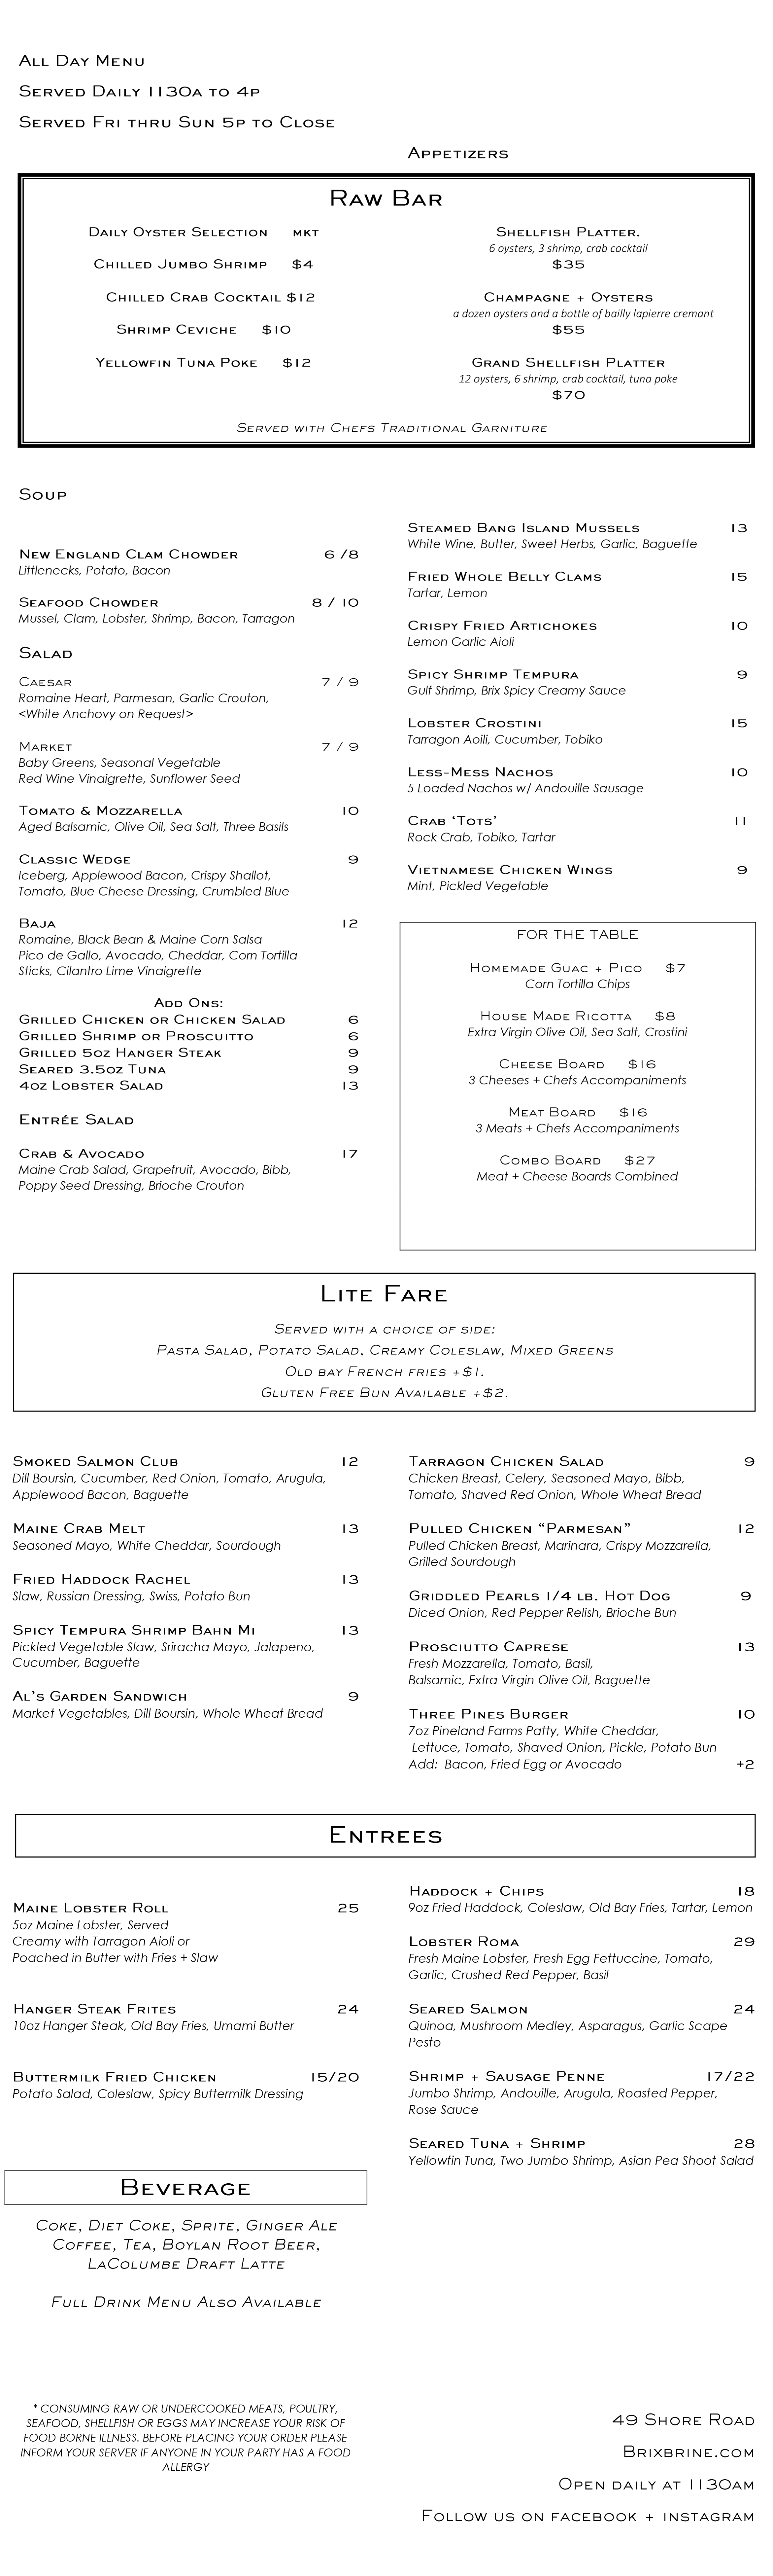 All Day Menu
Served Daily 1130a to 4p
Served Fri thru Sun 5p to Close
Appetizers
Raw Bar
Daily Oyster Selection mkt
Chilled Jumbo Shrimp $4
Chilled Crab Cocktail $12
Shrimp Ceviche $10
Yellowfin Tuna Poke $12
Shellfish Platter.
6 oysters, 3 shrimp, crab cocktail
$35
Champagne + Oysters
a dozen oysters and a bottle of bailly lapierre cremant
$55
Grand Shellfish Platter
12 oysters, 6 shrimp, crab cocktail, tuna poke
$70
Served with Chefs Traditional Garniture
Soup
New England Clam Chowder 6 /8
Littlenecks, Potato, Bacon
Seafood Chowder 8 / 10
Mussel, Clam, Lobster, Shrimp, Bacon, Tarragon
Salad
Caesar 7 / 9
Romaine Heart, Parmesan, Garlic Crouton,
<White Anchovy on Request>
Market 7 / 9
Baby Greens, Seasonal Vegetable
Red Wine Vinaigrette, Sunflower Seed
Tomato & Mozzarella 10
Aged Balsamic, Olive Oil, Sea Salt, Three Basils
Classic Wedge 9
Iceberg, Applewood Bacon, Crispy Shallot,
Tomato, Blue Cheese Dressing, Crumbled Blue
Baja 12
Romaine, Black Bean & Maine Corn Salsa
Pico de Gallo, Avocado, Cheddar, Corn Tortilla
Sticks, Cilantro Lime Vinaigrette
Add Ons:
Grilled Chicken or Chicken Salad 6
Grilled Shrimp or Proscuitto 6
Grilled 5oz Hanger Steak 9
Seared 3.5oz Tuna 9
4oz Lobster Salad 13
Entrée Salad
Crab & Avocado 17
Maine Crab Salad, Grapefruit, Avocado, Bibb,
Poppy Seed Dressing, Brioche Crouton
Steamed Bang Island Mussels 13
White Wine, Butter, Sweet Herbs, Garlic, Baguette
Fried Whole Belly Clams 15
Tartar, Lemon
Crispy Fried Artichokes 10
Lemon Garlic Aioli
Spicy Shrimp Tempura 9
Gulf Shrimp, Brix Spicy Creamy Sauce
Lobster Crostini 15
Tarragon Aoili, Cucumber, Tobiko
Less-Mess Nachos 10
5 Loaded Nachos w/ Andouille Sausage
Crab ‘Tots’ 11
Rock Crab, Tobiko, Tartar
Vietnamese Chicken Wings 9
Mint, Pickled Vegetable
FOR THE TABLE
Homemade Guac + Pico $7
Corn Tortilla Chips
House Made Ricotta $8
Extra Virgin Olive Oil, Sea Salt, Crostini
Cheese Board $16
3 Cheeses + Chefs Accompaniments
Meat Board $16
3 Meats + Chefs Accompaniments
Combo Board $27
Meat + Cheese Boards Combined
Lite Fare
Served with a choice of side:
Pasta Salad, Potato Salad, Creamy Coleslaw, Mixed Greens
Old bay French fries +$1.
Gluten Free Bun Available +$2.
Smoked Salmon Club 12
Dill Boursin, Cucumber, Red Onion, Tomato, Arugula,
Applewood Bacon, Baguette
Maine Crab Melt 13
Seasoned Mayo, White Cheddar, Sourdough
Fried Haddock Rachel 13
Slaw, Russian Dressing, Swiss, Potato Bun
Spicy Tempura Shrimp Bahn Mi 13
Pickled Vegetable Slaw, Sriracha Mayo, Jalapeno,
Cucumber, Baguette
Al’s Garden Sandwich 9
Market Vegetables, Dill Boursin, Whole Wheat Bread
Tarragon Chicken Salad 9
Chicken Breast, Celery, Seasoned Mayo, Bibb,
Tomato, Shaved Red Onion, Whole Wheat Bread
Pulled Chicken “Parmesan” 12
Pulled Chicken Breast, Marinara, Crispy Mozzarella,
Grilled Sourdough
Griddled Pearls 1/4 lb. Hot Dog 9
Diced Onion, Red Pepper Relish, Brioche Bun
Prosciutto Caprese 13
Fresh Mozzarella, Tomato, Basil,
Balsamic, Extra Virgin Olive Oil, Baguette
Three Pines Burger 10
7oz Pineland Farms Patty, White Cheddar,
Lettuce, Tomato, Shaved Onion, Pickle, Potato Bun
Add: Bacon, Fried Egg or Avocado +2
Entrees
Maine Lobster Roll 25
5oz Maine Lobster, Served
Creamy with Tarragon Aioli or
Poached in Butter with Fries + Slaw
Hanger Steak Frites 24
10oz Hanger Steak, Old Bay Fries, Umami Butter
Buttermilk Fried Chicken 15/20
Potato Salad, Coleslaw, Spicy Buttermilk Dressing
Haddock + Chips 18
9oz Fried Haddock, Coleslaw, Old Bay Fries, Tartar, Lemon
Lobster Roma 29
Fresh Maine Lobster, Fresh Egg Fettuccine, Tomato,
Garlic, Crushed Red Pepper, Basil
Seared Salmon 24
Quinoa, Mushroom Medley, Asparagus, Garlic Scape
Pesto
Shrimp + Sausage Penne 17/22
Jumbo Shrimp, Andouille, Arugula, Roasted Pepper,
Rose Sauce
Seared Tuna + Shrimp 28
Yellowfin Tuna, Two Jumbo Shrimp, Asian Pea Shoot Salad
Beverage
Coke, Diet Coke, Sprite, Ginger Ale
Coffee, Tea, Boylan Root Beer,
LaColumbe Draft Latte
Full Drink Menu Also Available
* CONSUMING RAW OR UNDERCOOKED MEATS, POULTRY,
SEAFOOD, SHELLFISH OR EGGS MAY INCREASE YOUR RISK OF
FOOD BORNE ILLNESS. BEFORE PLACING YOUR ORDER PLEASE
INFORM YOUR SERVER IF ANYONE IN YOUR PARTY HAS A FOOD
ALLERGY
49 Shore Road
Brixbrine.com
Open daily at 1130am
Follow us on facebook + instagram